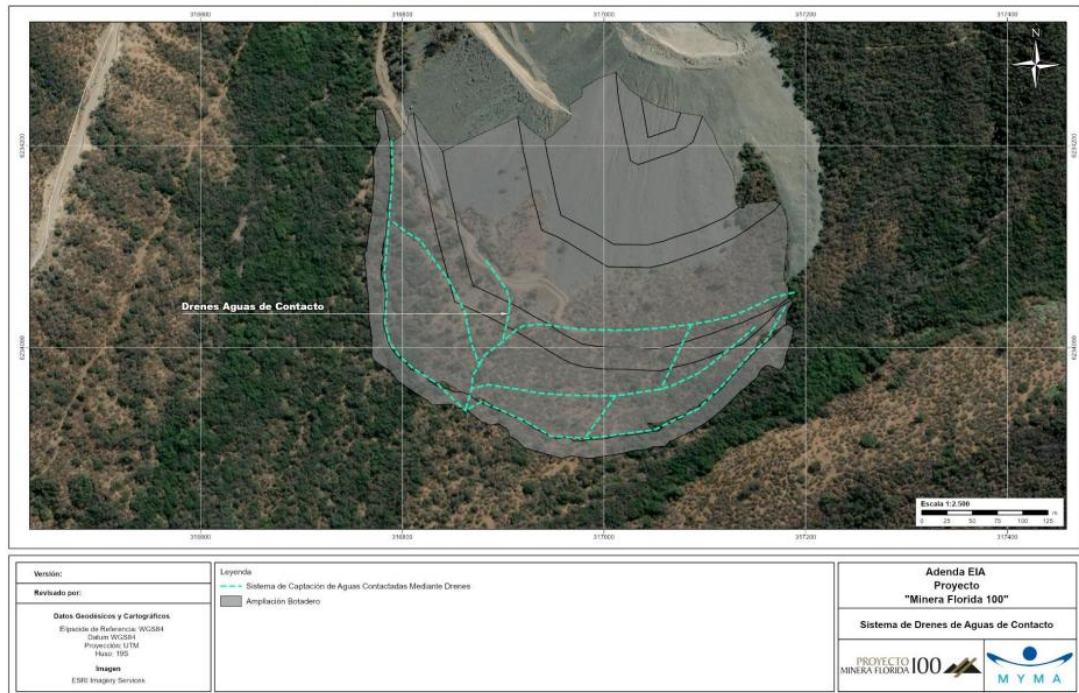 316600 316800 317000 317200 317400
N
6234200 6234200
Drenes Aguas de Contacto
6234000 6234000
Escala 1:2.500
0 25 50 75 100 125 m
316600 316800 317000 317200 317400
Versión:
Revisado por:
Datos Geodésicos y Cartográficos
Elipsoide de Referencia: WGS84
Datum WGS84
Proyección: UTM
Huso: 19S
Imagen
ESRI Imagery Services
Leyenda
Sistema de Captación de Aguas Contactadas Mediante Drenes
Ampliación Botadero
Adenda EIA
Proyecto
"Minera Florida 100"
Sistema de Drenes de Aguas de Contacto
PROYECTO
MINERA FLORIDA 100
MYMA